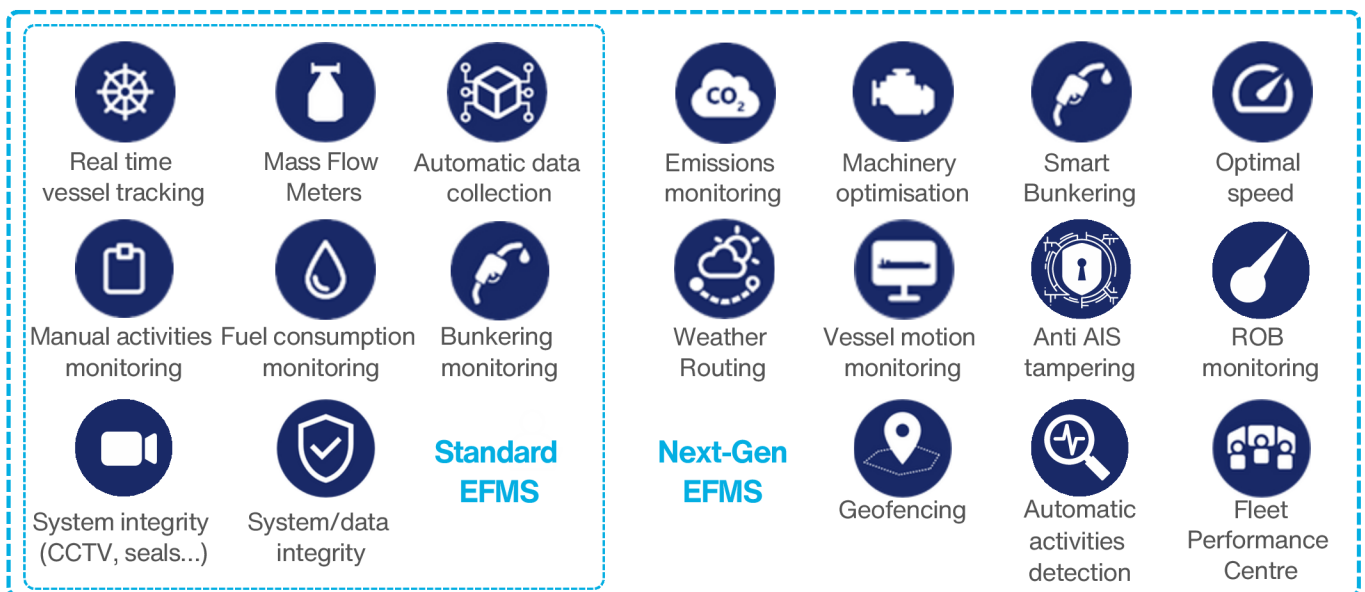 Real time
vessel tracking
Mass Flow
Meters
Automatic data
collection
CO₂
Emissions
monitoring
Machinery
optimisation
Smart
Bunkering
Optimal
speed
Manual activities
monitoring
Fuel consumption
monitoring
Bunkering
monitoring
Weather
Routing
Vessel motion
monitoring
Anti AIS
tampering
ROB
monitoring
System integrity
(CCTV, seals...)
System/data
integrity
Standard
EFMS
Next-Gen
EFMS
Geofencing
Automatic
activities
detection
Fleet
Performance
Centre